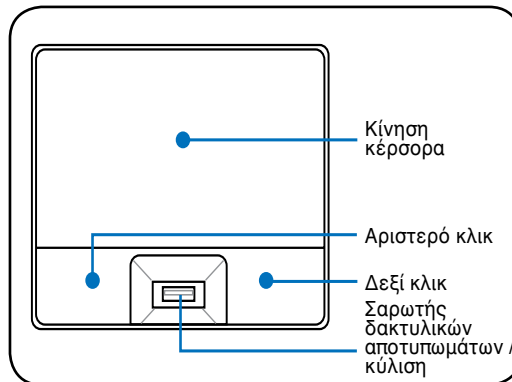 Κίνηση
κέρσορα
Αριστερό κλικ
Δεξί κλικ
Σαρωτής
δακτυλικών
αποτυπωμάτων /
κύλιση